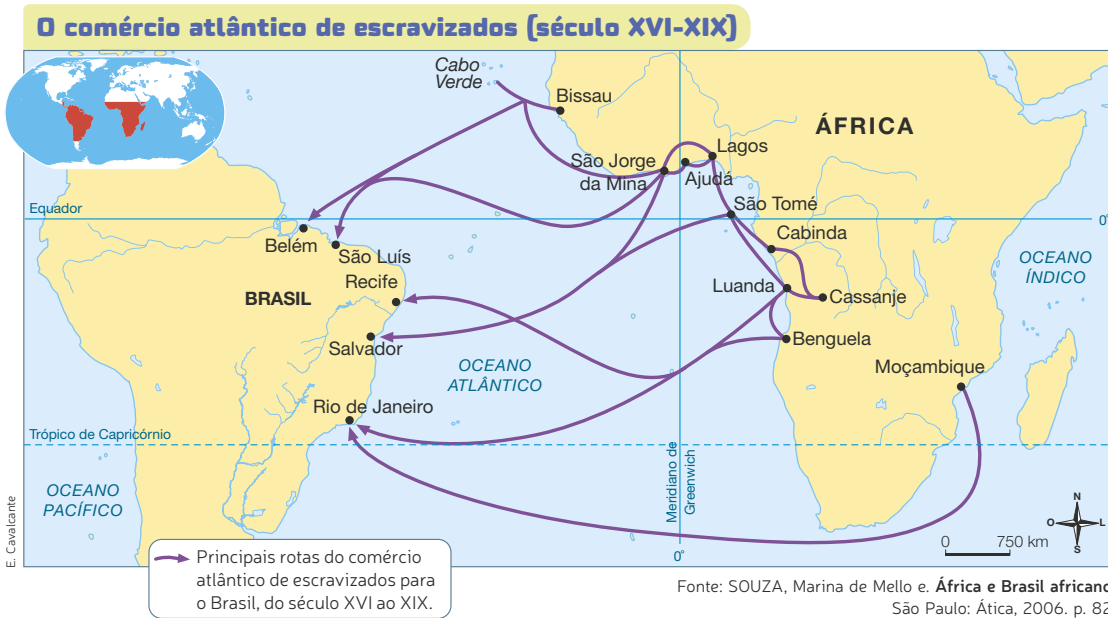 O comércio atlântico de escravizados (século XVI-XIX)
Cabo
Verde
Bissau
ÁFRICA
São Jorge
da Mina
Ajudá
Lagos
Equador
0°
São Tomé
Belém
São Luís
Cabinda
OCEANO
ÍNDICO
Recife
BRASIL
Luanda
Cassanje
Salvador
Benguela
OCEANO
ATLÂNTICO
Moçambique
Rio de Janeiro
Trópico de Capricórnio
Meridiano de
Greenwich
OCEANO
PACÍFICO
N
O
L
S
0
750 km
0°
E. Cavalcante
Principais rotas do comércio
atlântico de escravizados para
o Brasil, do século XVI ao XIX.
Fonte: SOUZA, Marina de Mello e. África e Brasil africano
São Paulo: Ática, 2006. p. 82